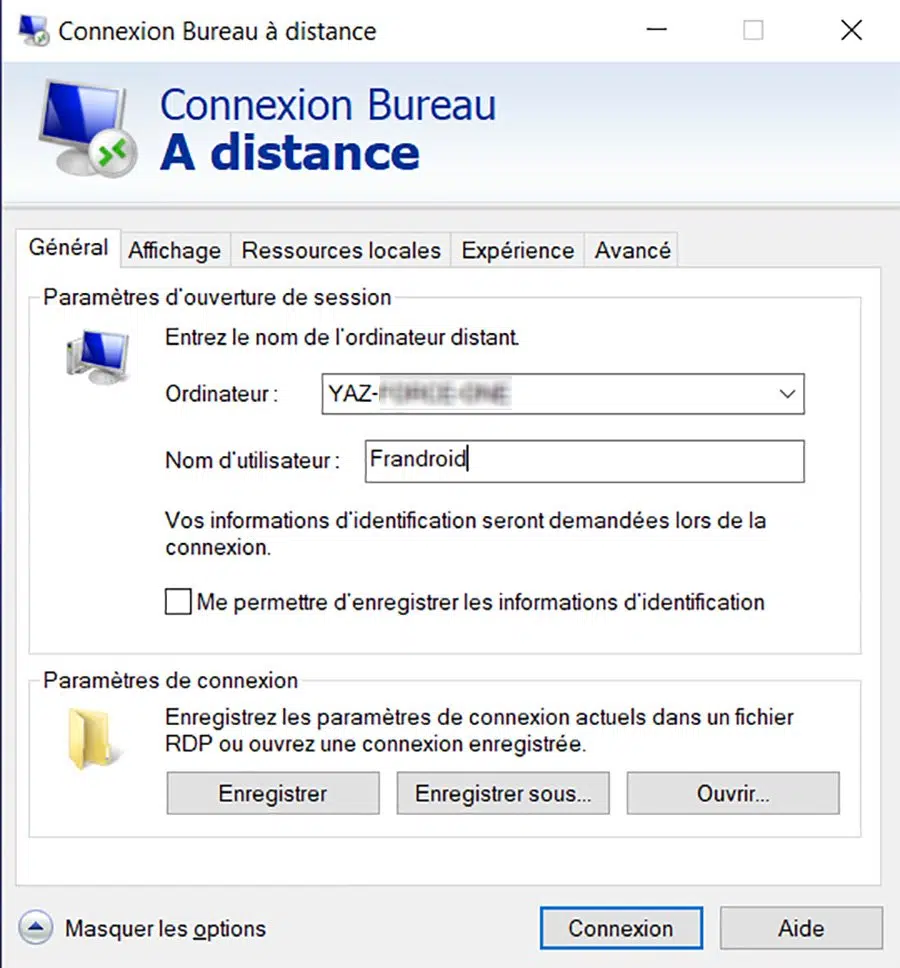 Connexion Bureau à distance
Connexion Bureau
A distance
Général Affichage Ressources locales Expérience Avancé
Paramètres d'ouverture de session
Entrez le nom de l'ordinateur distant.
Ordinateur : YAZ-
Nom d'utilisateur : Frandroid
Vos informations d'identification seront demandées lors de la
connexion.
Me permettre d'enregistrer les informations d'identification
Paramètres de connexion
Enregistrez les paramètres de connexion actuels dans un fichier
RDP ou ouvrez une connexion enregistrée.
Enregistrer Enregistrer sous... Ouvrir...
Masquer les options Connexion Aide